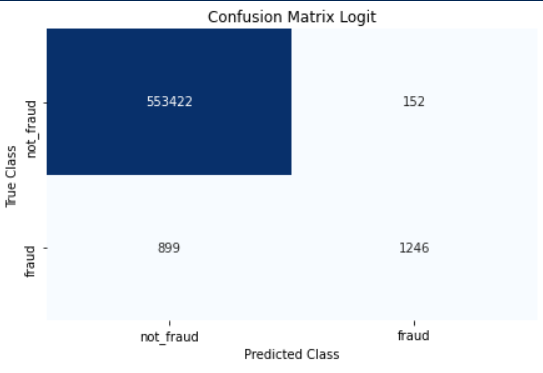 Confusion Matrix Logit
True Class
not_fraud
553422
152
fraud
899
1246
not_fraud
fraud
Predicted Class